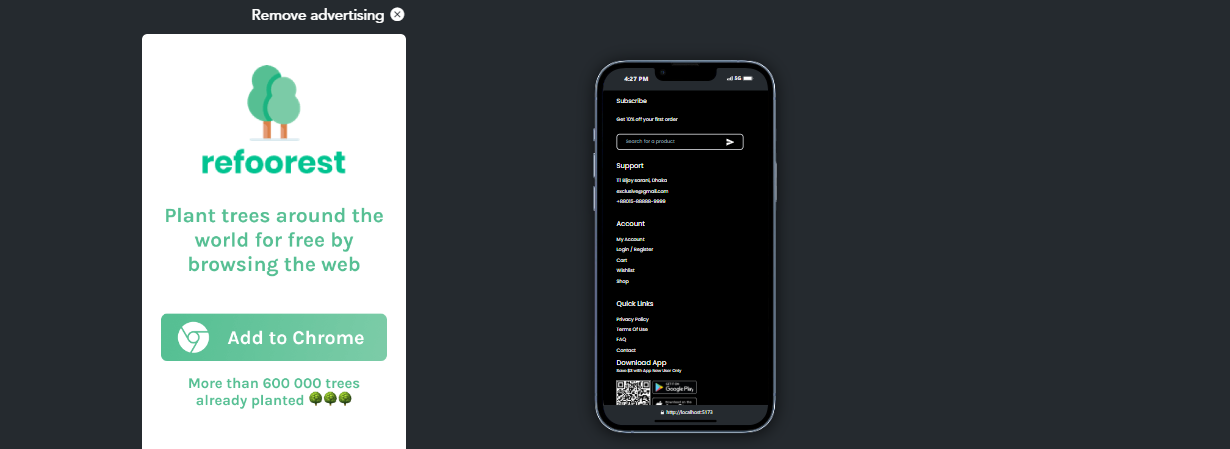 Remove advertising
refoorest
Plant trees around the
world for free by
browsing the web
Add to Chrome
More than 600 000 trees
already planted
4:27 PM
5G
Subscribe
Get 10% off your first order
Search for a product
Support
111 Bijoy sarani, Dhaka
exclusive@gmail.com
+88015-88888-9999
Account
My Account
Login / Register
Cart
Wishlist
Shop
Quick Links
Privacy Policy
Terms Of Use
FAQ
Contact
Download App
Save $3 with App New User Only
GET IT ON
Google Play
Download on the
http://localhost:5173